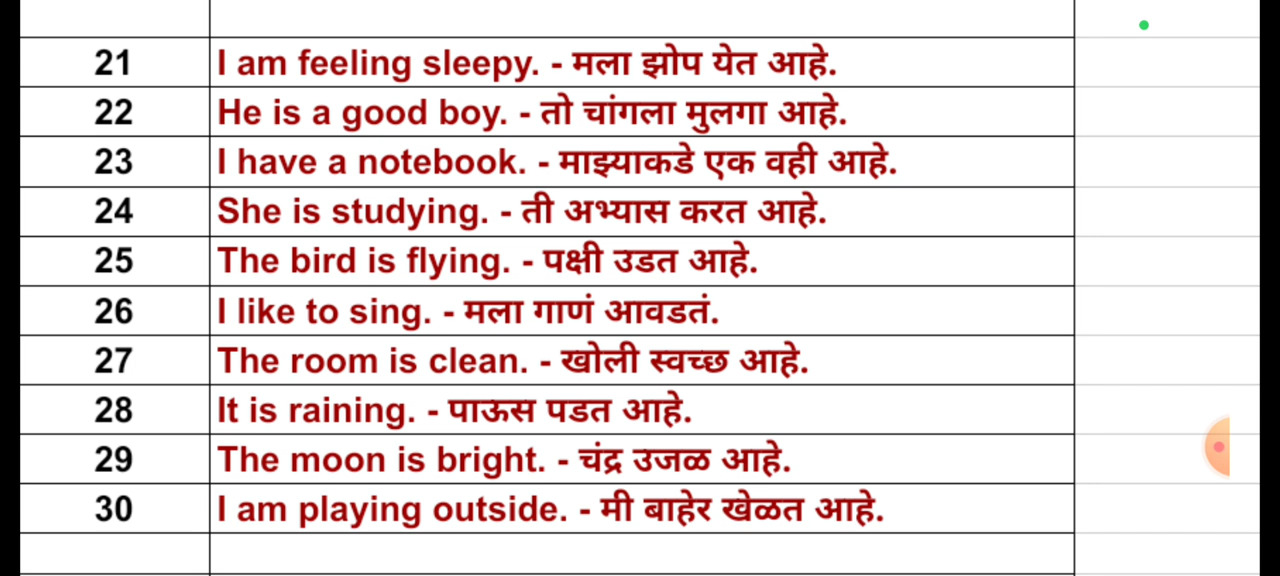 21 I am feeling sleepy. - मला झोप येत आहे.
22 He is a good boy. - तो चांगला मुलगा आहे.
23 I have a notebook. - माझ्याकडे एक वही आहे.
24 She is studying. - ती अभ्यास करत आहे.
25 The bird is flying. - पक्षी उडत आहे.
26 I like to sing. - मला गाणं आवडतं.
27 The room is clean. - खोली स्वच्छ आहे.
28 It is raining. - पाऊस पडत आहे.
29 The moon is bright. - चंद्र उजळ आहे.
30 I am playing outside. - मी बाहेर खेळत आहे.